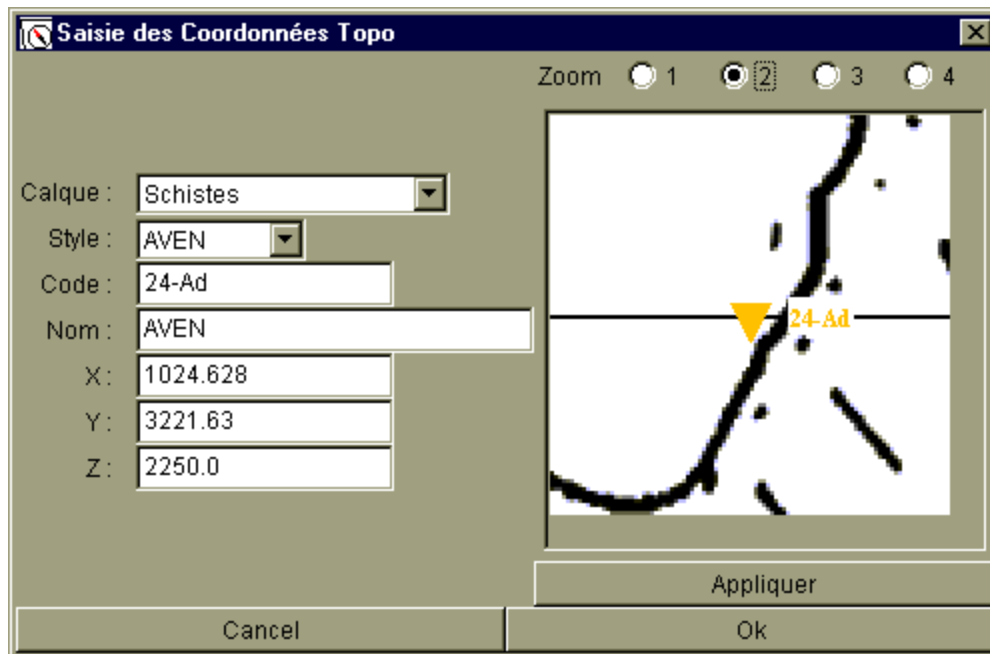 Saisie des Coordonnées Topo
Zoom 1 2 3 4
Calque : Schistes
Style : AVEN
Code : 24-Ad
Nom : AVEN
X : 1024.628
Y : 3221.63
Z : 2250.0
24-Ad
Appliquer
Cancel Ok